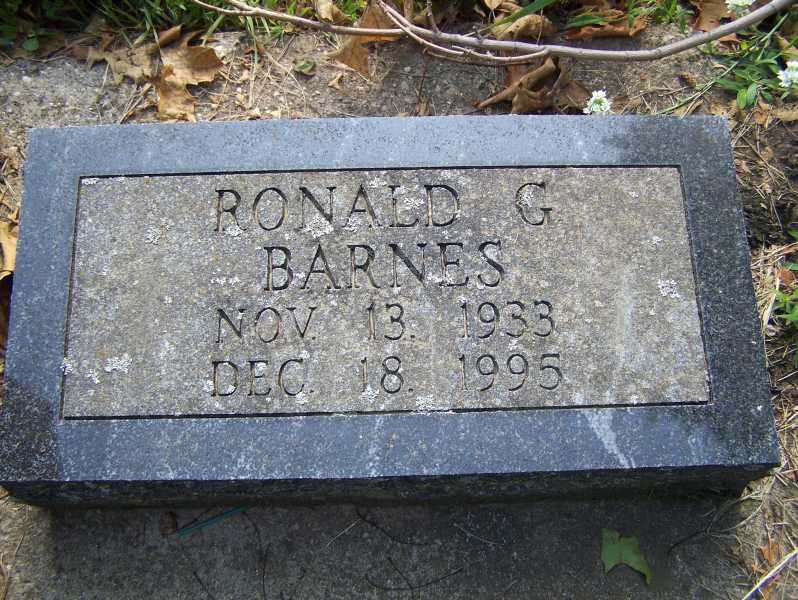 RONALD G
BARNES
NOV. 13. 1933
DEC. 18. 1995